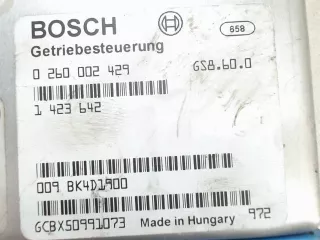 BOSCH 658
Getriebesteuerung
0 260 002 429 GS8.60.0
1 423 642
009 BK4D1900
GCBX50991073 Made in Hungary 972